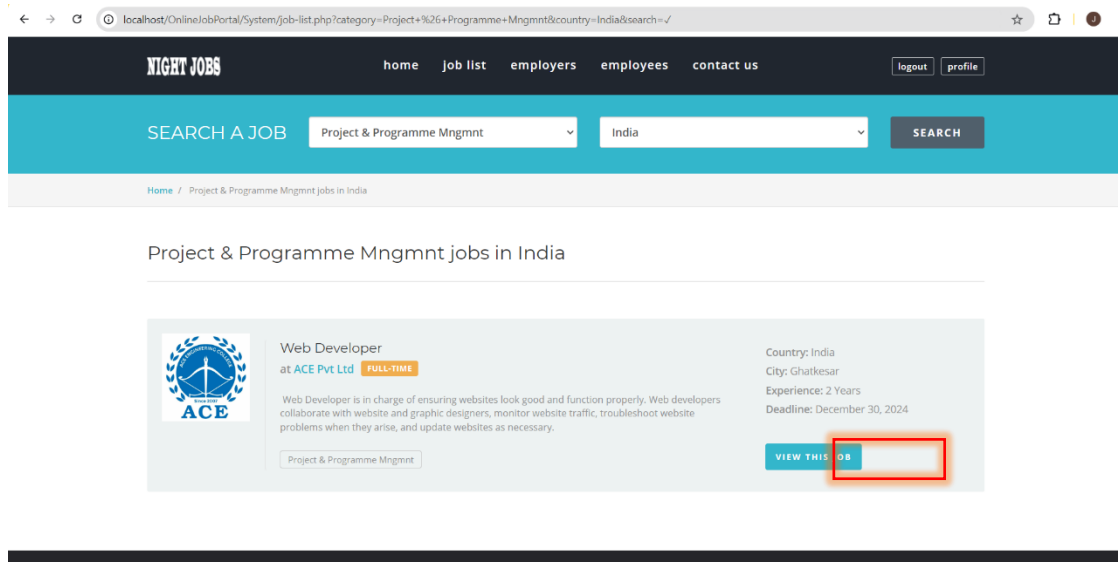 localhost/OnlineJobPortal/System/job-list.php?category=Project+%26+Programme+Mngmnt&country=India&search=✓
J
NIGHT JOBS home job list employers employees contact us logout profile
SEARCH A JOB Project & Programme Mngmnt India SEARCH
Home / Project & Programme Mngmnt jobs in India
Project & Programme Mngmnt jobs in India
ACE
Web Developer
at ACE Pvt Ltd FULL-TIME
Web Developer is in charge of ensuring websites look good and function properly. Web developers
collaborate with website and graphic designers, monitor website traffic, troubleshoot website
problems when they arise, and update websites as necessary.
Project & Programme Mngmnt
Country: India
City: Ghatkesar
Experience: 2 Years
Deadline: December 30, 2024
VIEW THIS JOB